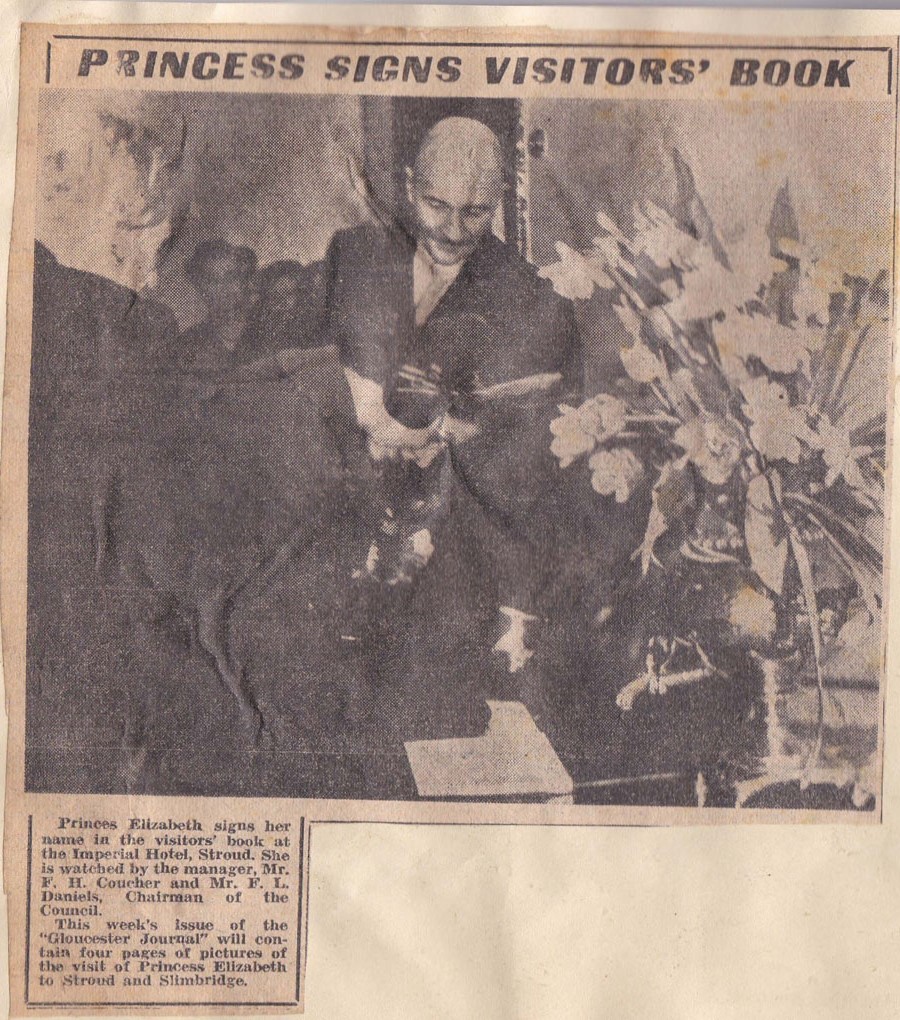 PRINCESS SIGNS VISITORS' BOOK
Princes Elizabeth signs her
name in the visitors' book at
the Imperial Hotel, Stroud. She
is watched by the manager, Mr.
F. H. Coucher and Mr. F. L.
Daniels, Chairman of the
Council.
This week's issue of the
"Gloucester Journal" will con-
tain four pages of pictures of
the visit of Princess Elizabeth
to Stroud and Slimbridge.